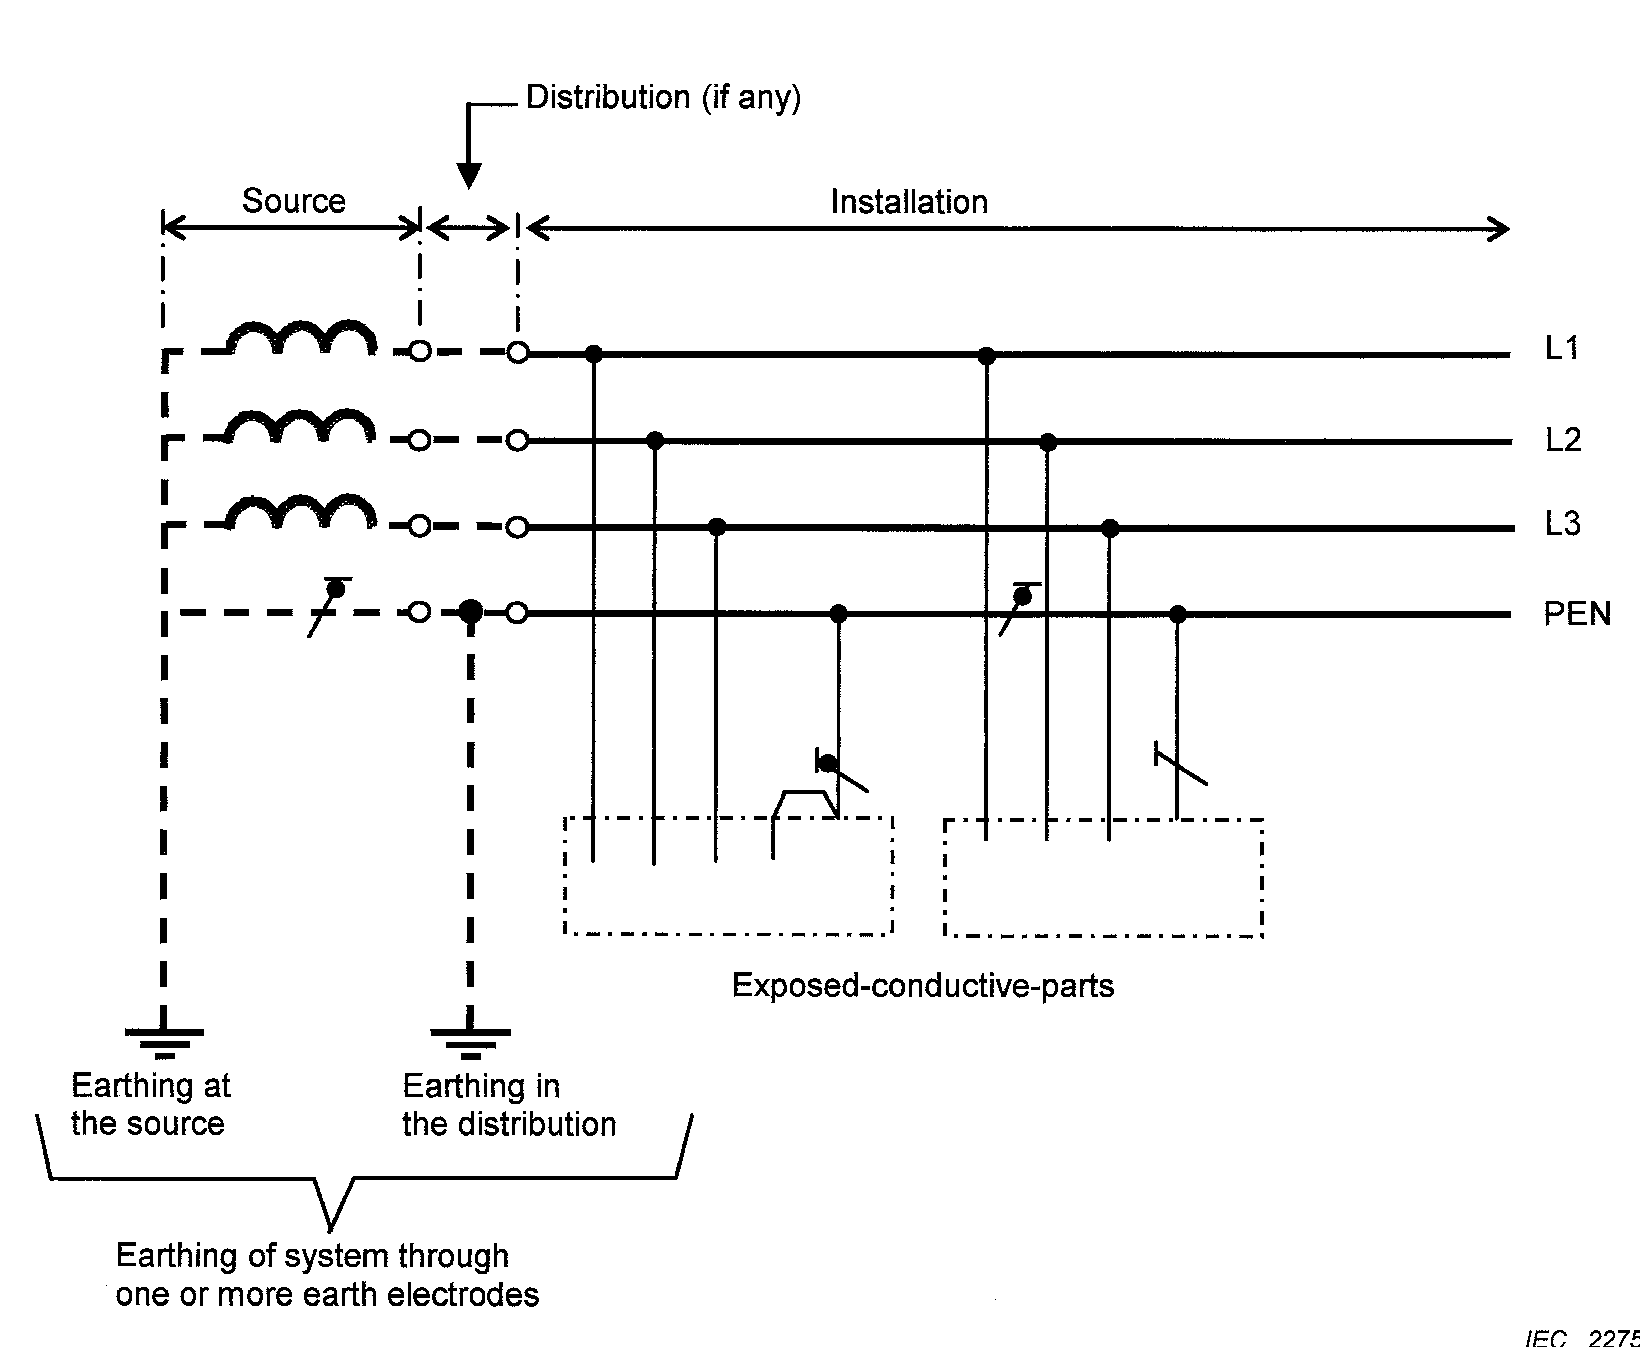 Distribution (if any)
Source
Installation
L1
L2
L3
PEN
Exposed-conductive-parts
Earthing at
the source
Earthing in
the distribution
Earthing of system through
one or more earth electrodes
IEC 2275